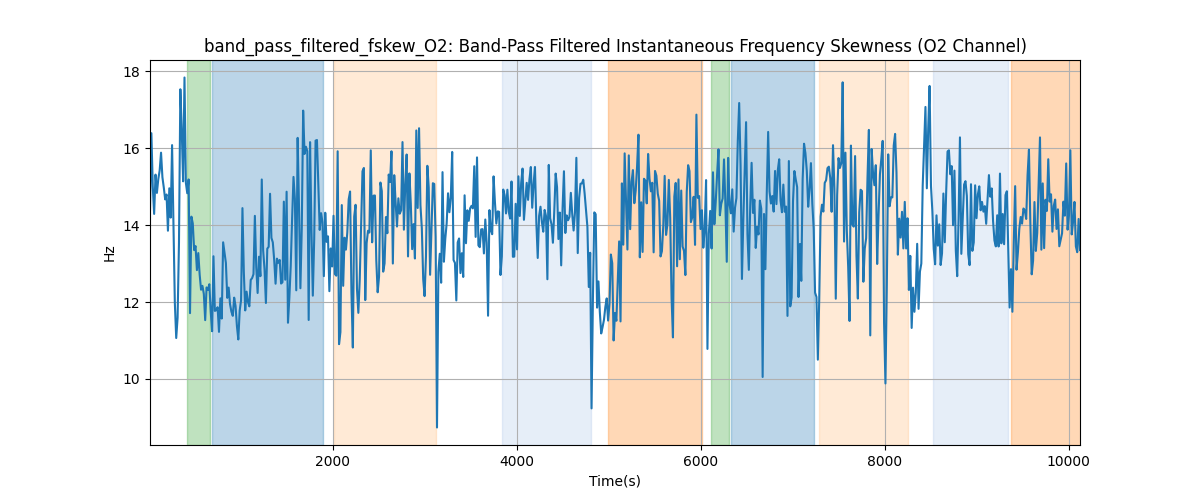 band_pass_filtered_fskew_O2: Band-Pass Filtered Instantaneous Frequency Skewness (O2 Channel)
18
16
14
12
10
Hz
2000 4000 6000 8000 10000
Time(s)